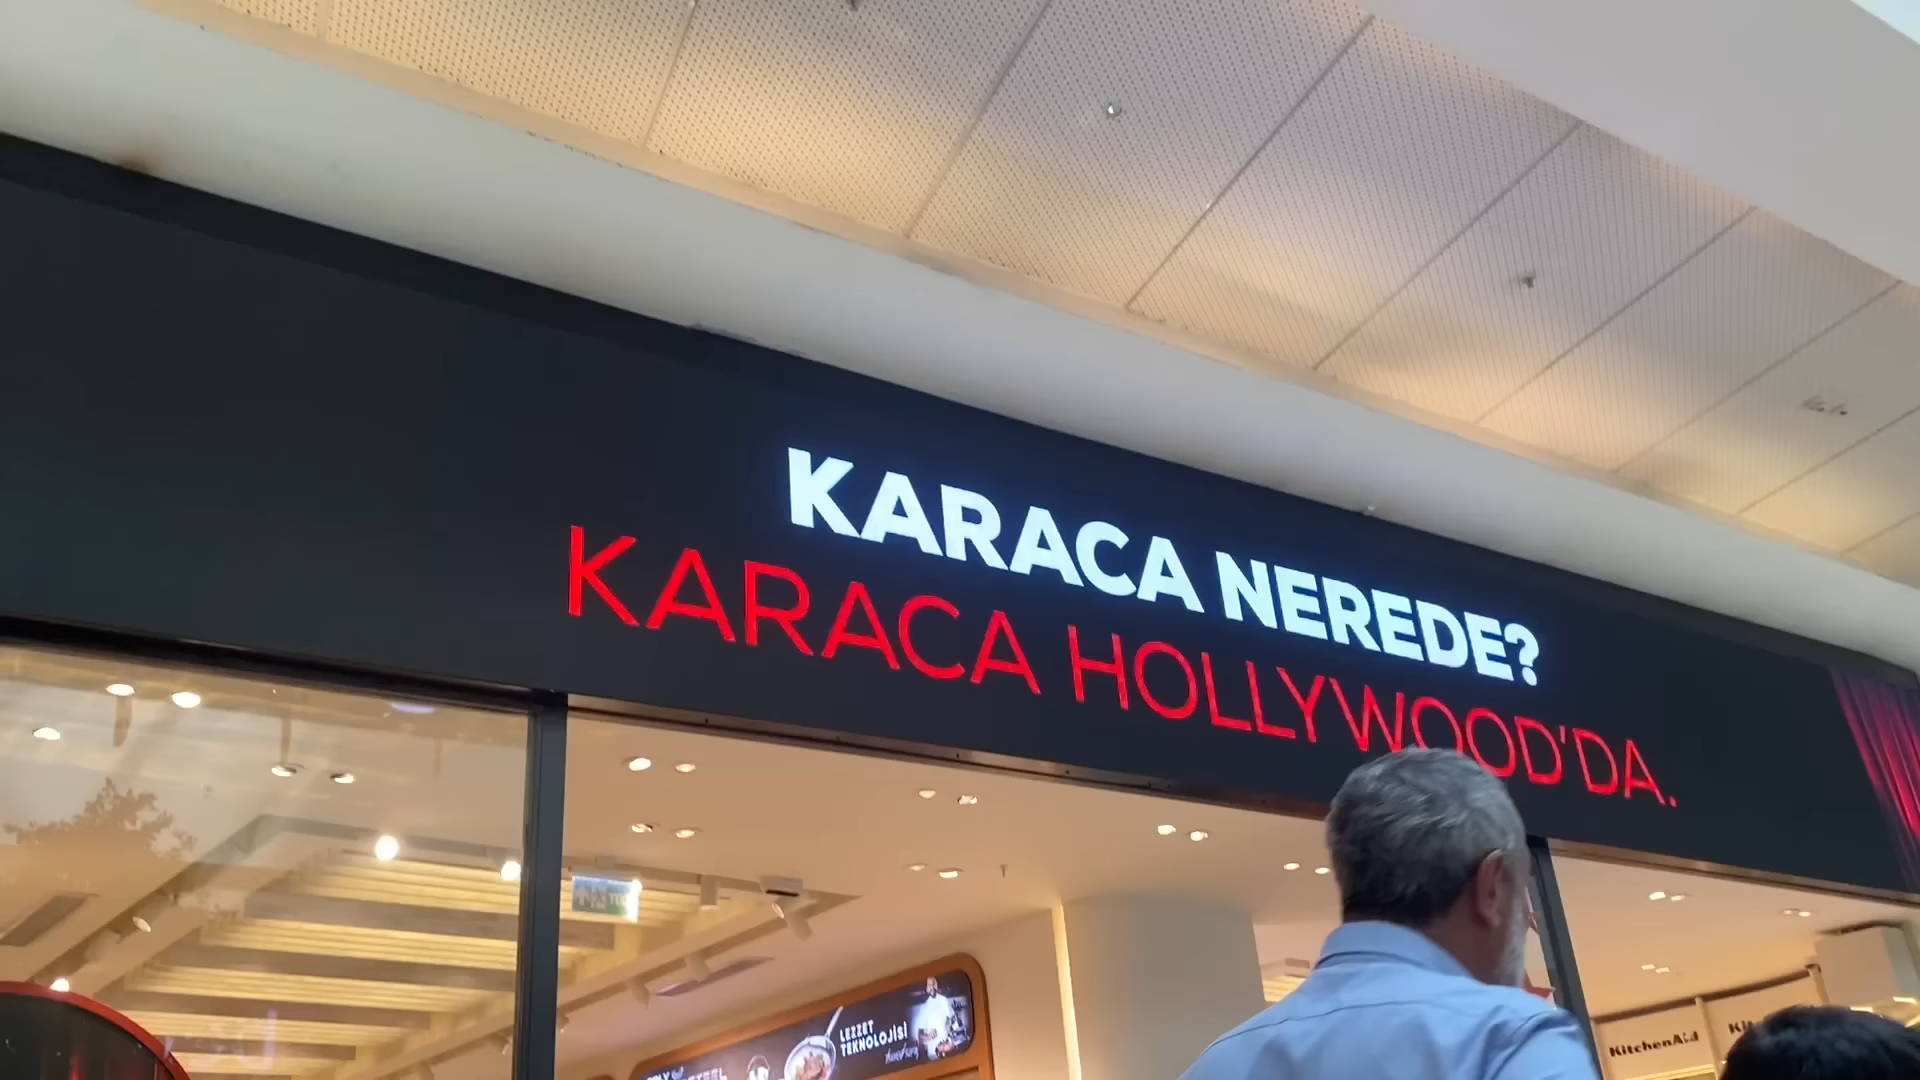 KARACA NEREDE?
KARACA HOLLYWOOD'DA.
LEZZET
TEKNOLOJİSİ
KitchenAid